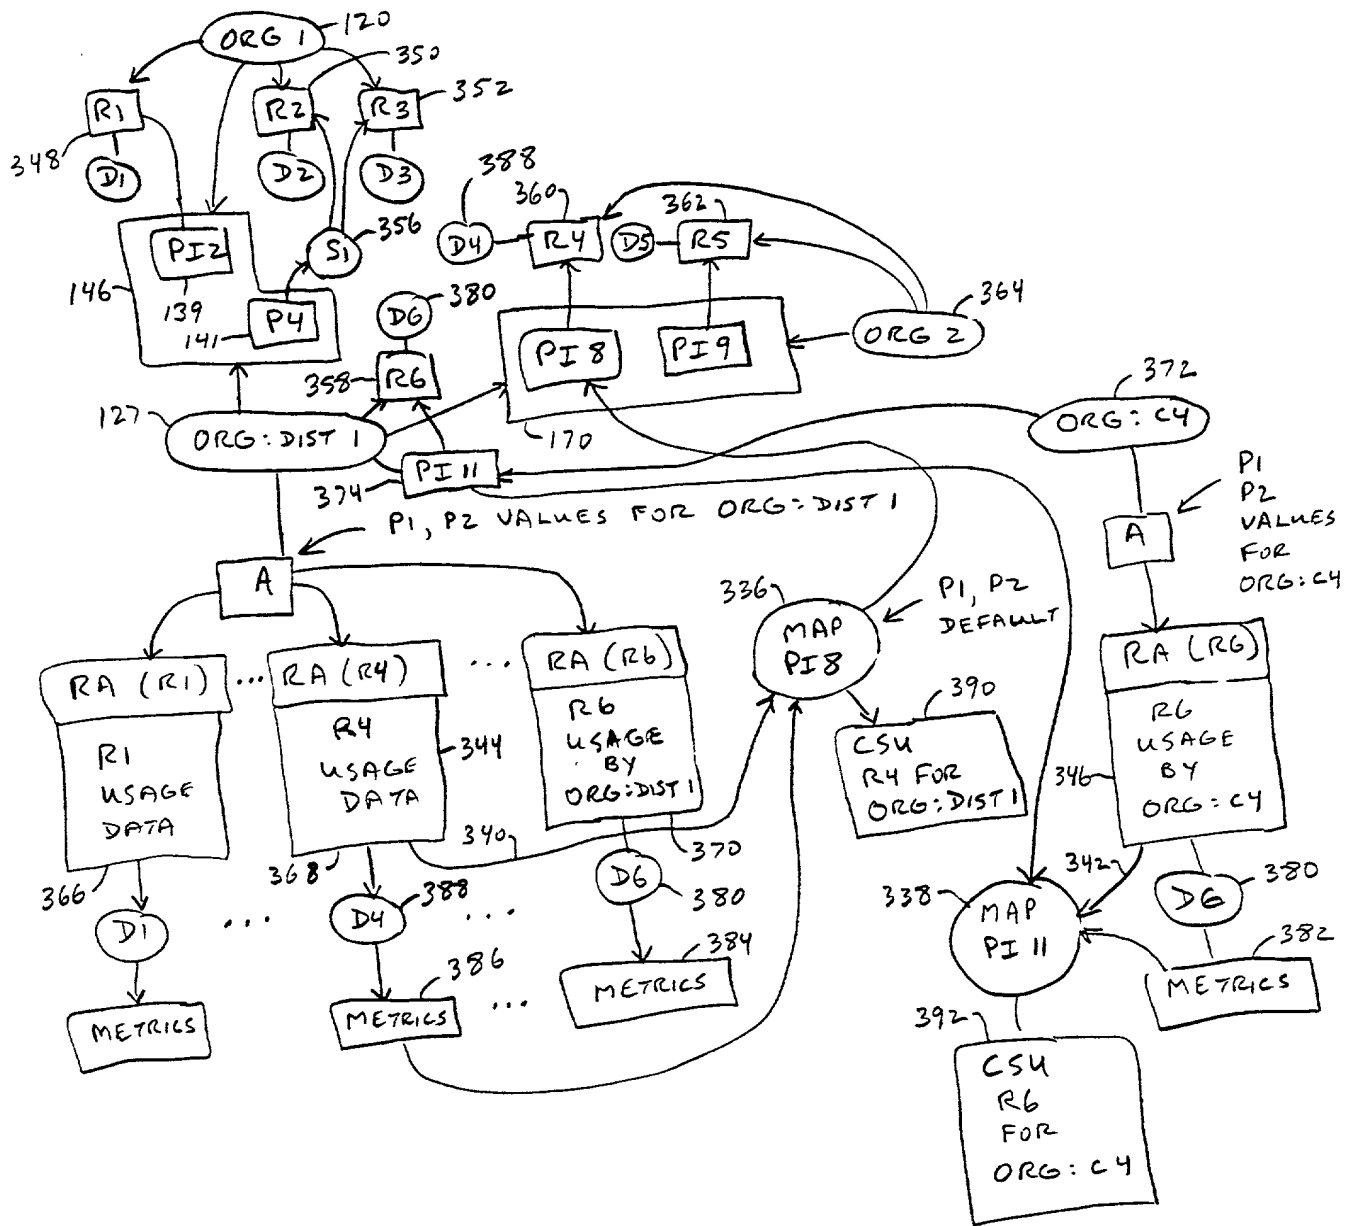 ORG 1
120
350
R1
R2
R3
352
348
D1
D2
D3
388
360
362
356
S1
D4
R4
D5
R5
PI2
146
139
141
P4
D6
380
364
ORG 2
PI8
PI9
358
R6
372
127
ORG: DIST 1
170
ORG: C4
PI 11
374
P1, P2 VALUES FOR ORG: DIST 1
P1
P2
VALUES
FOR
ORG: C4
A
A
336
P1, P2
DEFAULT
MAP
PI8
RA (R1)
...
RA (R4)
...
RA (R6)
RA (R6)
390
R1
USAGE
DATA
R4
USAGE
DATA
344
R6
USAGE
BY
ORG: DIST 1
CSU
R4 FOR
ORG: DIST 1
346
R6
USAGE
BY
ORG: C4
340
366
368
370
342
D1
...
D4
388
...
D6
380
338
MAP
PI 11
D6
380
METRICS
METRICS
386
...
METRICS
384
METRICS
382
392
CSU
R6
FOR
ORG: C4